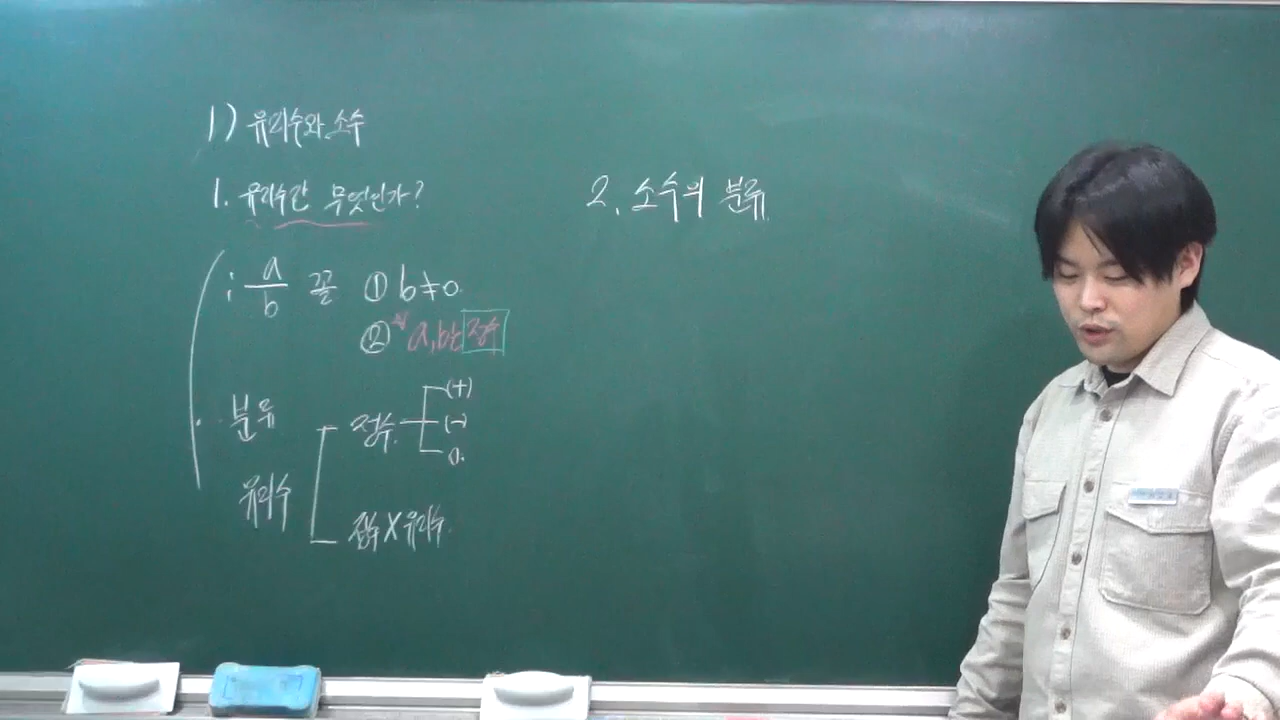 1) 유리수와 소수
1. 유리수란 무엇인가?
; a/b 꼴 ① b≠0.
② * a, b는 정수
분류
유리수
정수 (+)
(-)
0.
정수 X 유리수.
2. 소수의 분류